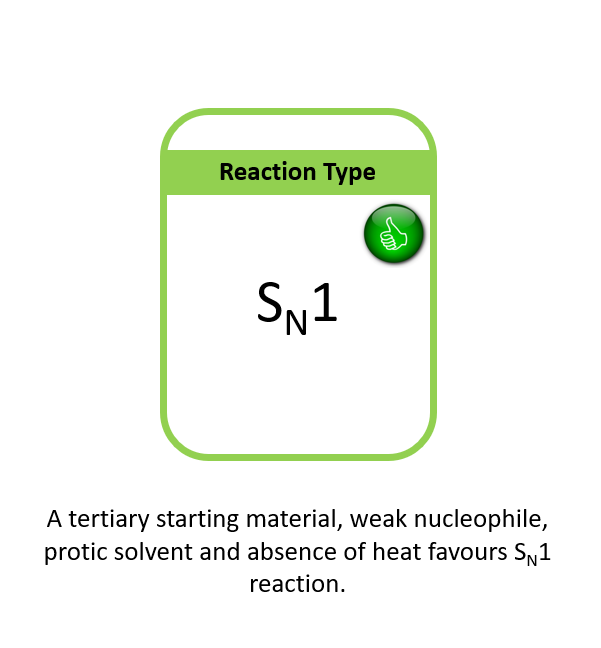 Reaction Type
S_N1
A tertiary starting material, weak nucleophile,
protic solvent and absence of heat favours S_N1
reaction.